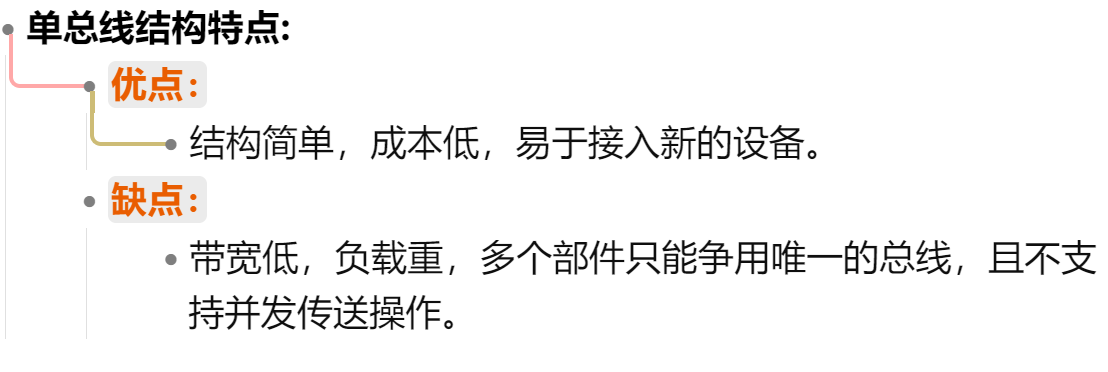 单总线结构特点:
优点：
结构简单，成本低，易于接入新的设备。
缺点：
带宽低，负载重，多个部件只能争用唯一的总线，且不支
持并发传送操作。